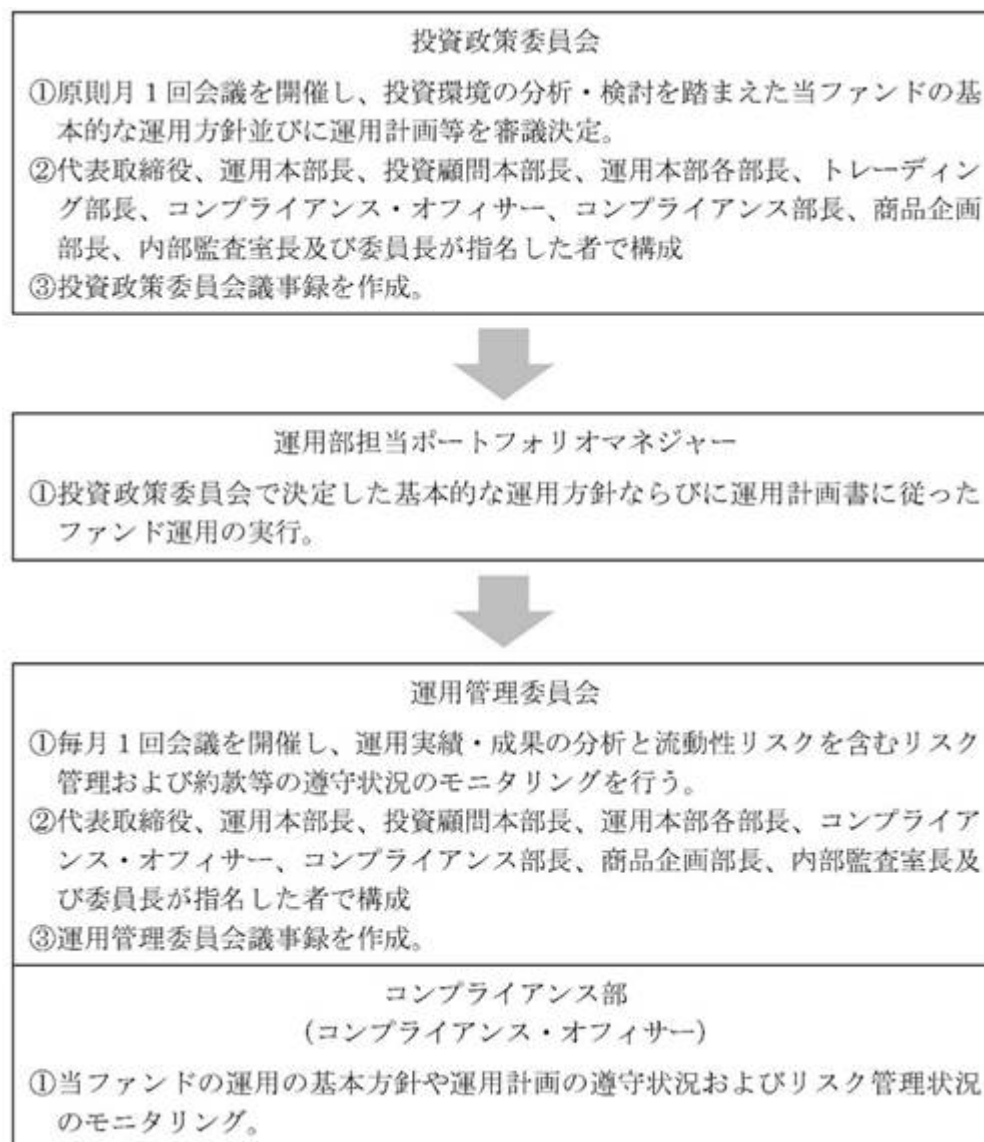 投資政策委員会
①原則月1回会議を開催し、投資環境の分析・検討を踏まえた当ファンドの基
本的な運用方針並びに運用計画等を審議決定。
②代表取締役、運用本部長、投資顧問本部長、運用本部各部長、トレーディン
グ部長、コンプライアンス・オフィサー、コンプライアンス部長、商品企画
部長、内部監査室長及び委員長が指名した者で構成
③投資政策委員会議事録を作成。
運用部担当ポートフォリオマネジャー
①投資政策委員会で決定した基本的な運用方針ならびに運用計画書に従った
ファンド運用の実行。
運用管理委員会
①毎月1回会議を開催し、運用実績・成果の分析と流動性リスクを含むリスク
管理および約款等の遵守状況のモニタリングを行う。
②代表取締役、運用本部長、投資顧問本部長、運用本部各部長、コンプライア
ンス・オフィサー、コンプライアンス部長、商品企画部長、内部監査室長及
び委員長が指名した者で構成
③運用管理委員会議事録を作成。
コンプライアンス部
（コンプライアンス・オフィサー）
①当ファンドの運用の基本方針や運用計画の遵守状況およびリスク管理状況
のモニタリング。